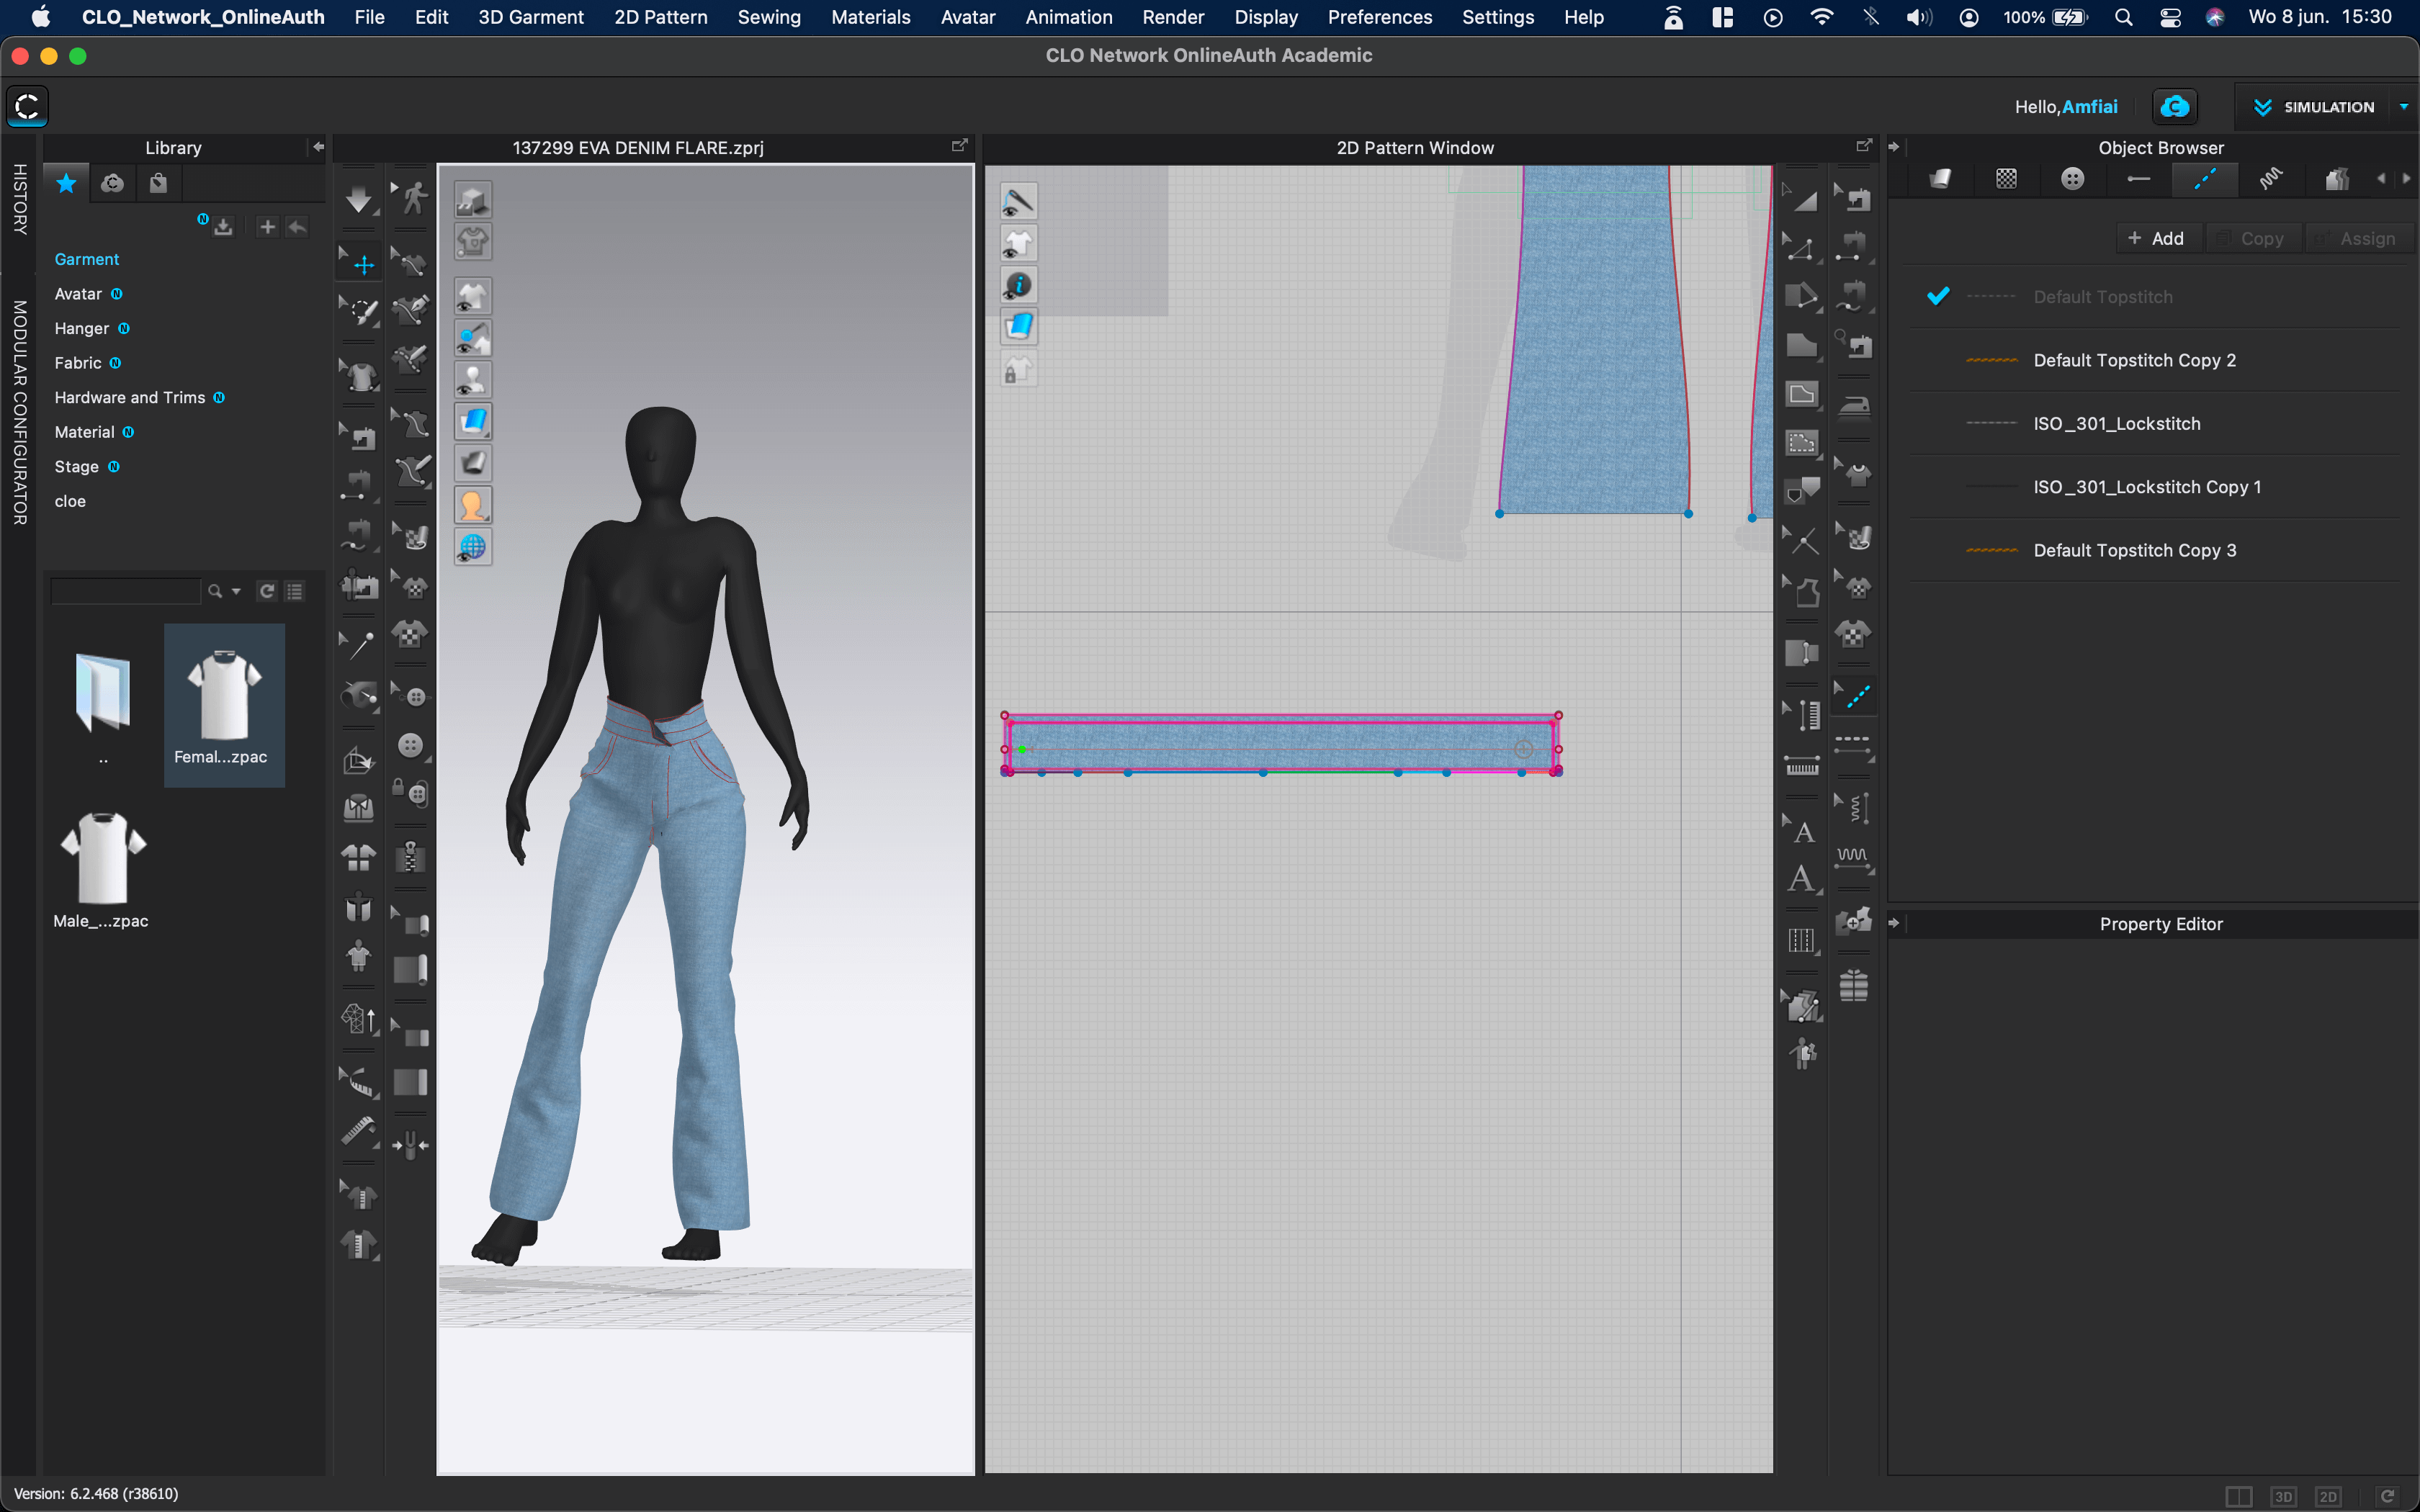 CLO_Network_OnlineAuth File Edit 3D Garment 2D Pattern Sewing Materials Avatar Animation Render Display Preferences Settings Help 100% Wo 8 jun. 15:30
CLO Network OnlineAuth Academic
Hello,Amfiai
SIMULATION
HISTORY
MODULAR CONFIGURATOR
Library
Garment
Avatar N
Hanger N
Fabric N
Hardware and Trims N
Material N
Stage N
cloe
..
Femal...zpac
Male_...zpac
137299 EVA DENIM FLARE.zprj
2D Pattern Window
Object Browser
+ Add Copy Assign
Default Topstitch
Default Topstitch Copy 2
ISO_301_Lockstitch
ISO_301_Lockstitch Copy 1
Default Topstitch Copy 3
Property Editor
Version: 6.2.468 (r38610)
3D 2D